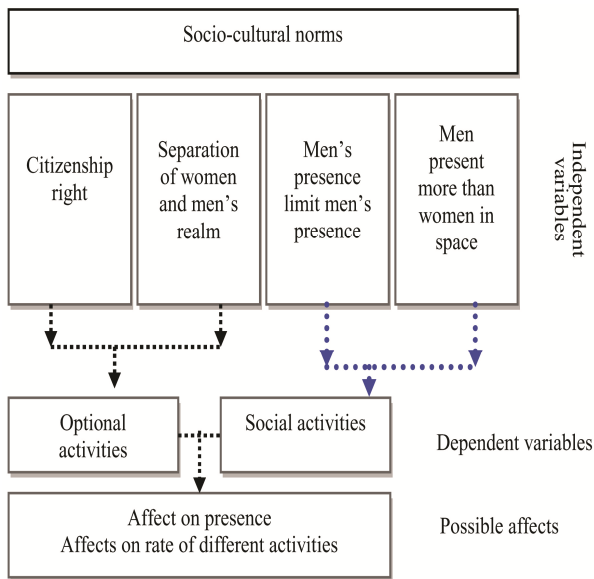 Socio-cultural norms
Citizenship
right
Separation
of women
and men’s
realm
Men’s
presence
limit men’s
presence
Men
present
more than
women in
space
Independent
variables
Optional
activities
Social activities
Dependent variables
Affect on presence
Affects on rate of different activities
Possible affects